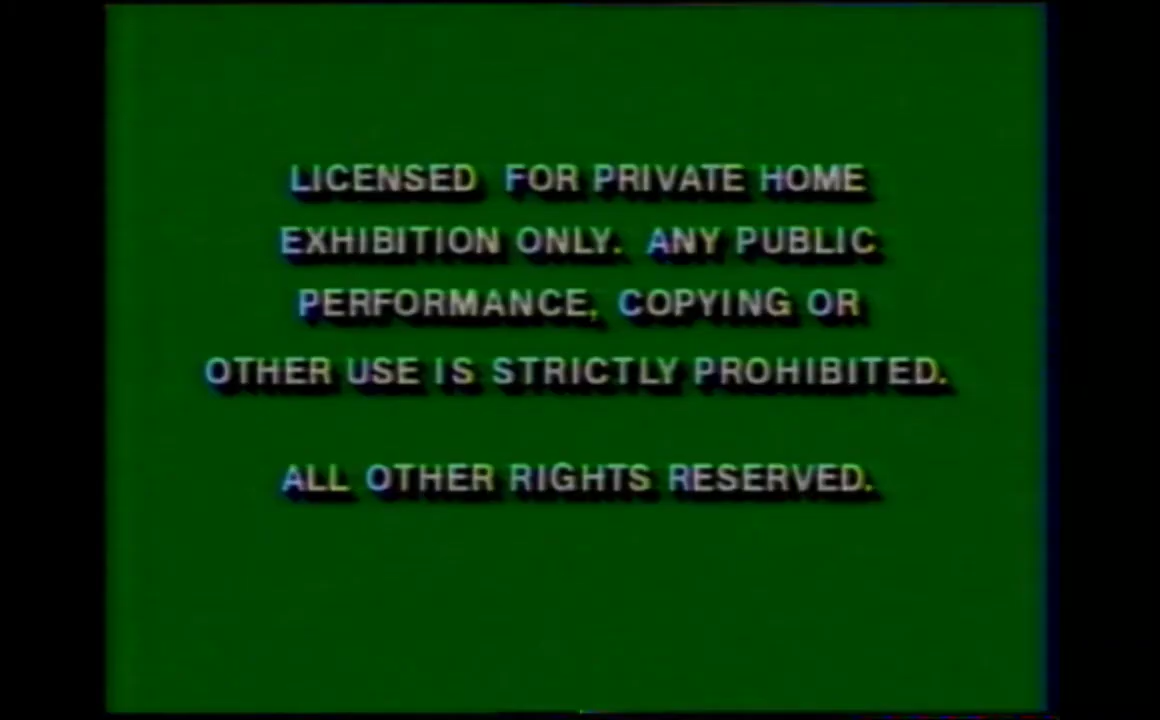 LICENSED FOR PRIVATE HOME
EXHIBITION ONLY. ANY PUBLIC
PERFORMANCE, COPYING OR
OTHER USE IS STRICTLY PROHIBITED.
ALL OTHER RIGHTS RESERVED.